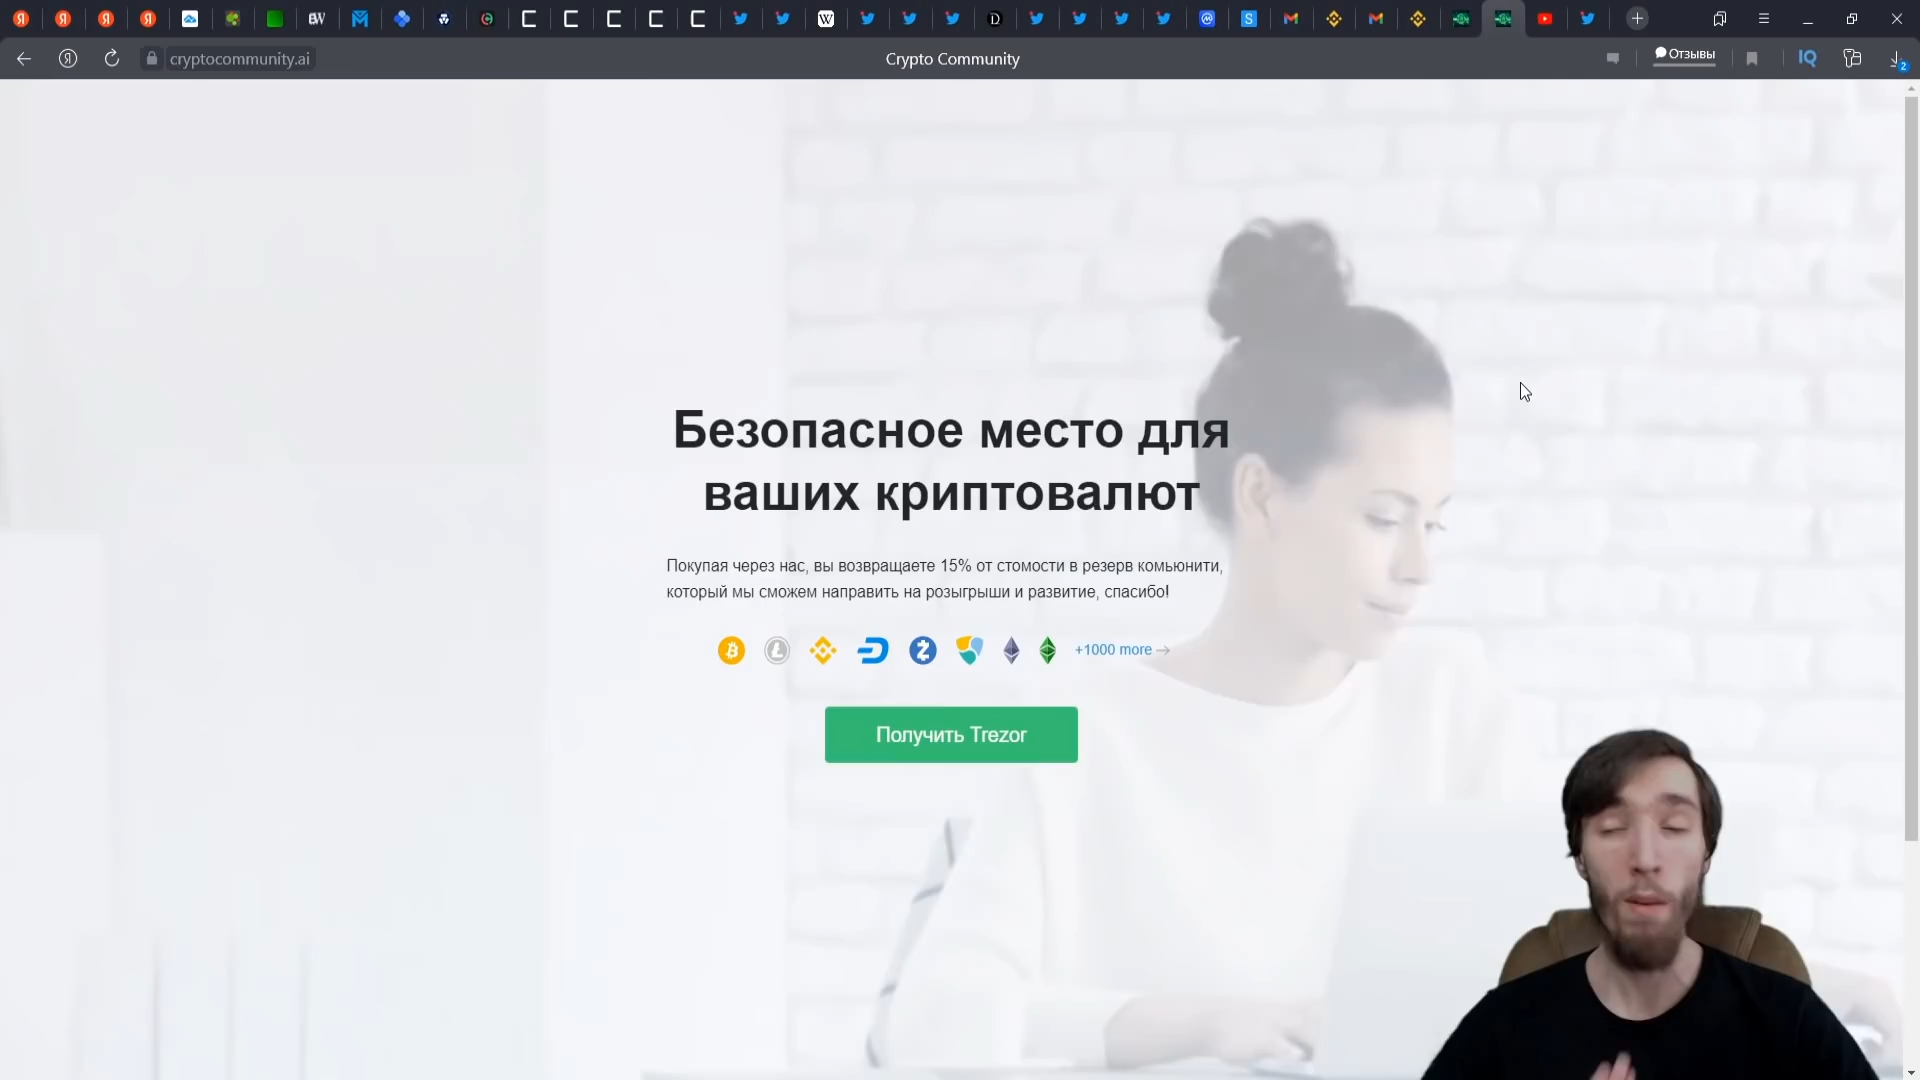 cryptocommunity.ai
Crypto Community
Отзывы
IQ
2
Безопасное место для
ваших криптовалют
Покупая через нас, вы возвращаете 15% от стомости в резерв комьюнити,
который мы сможем направить на розыгрыши и развитие, спасибо!
+1000 more →
Получить Trezor